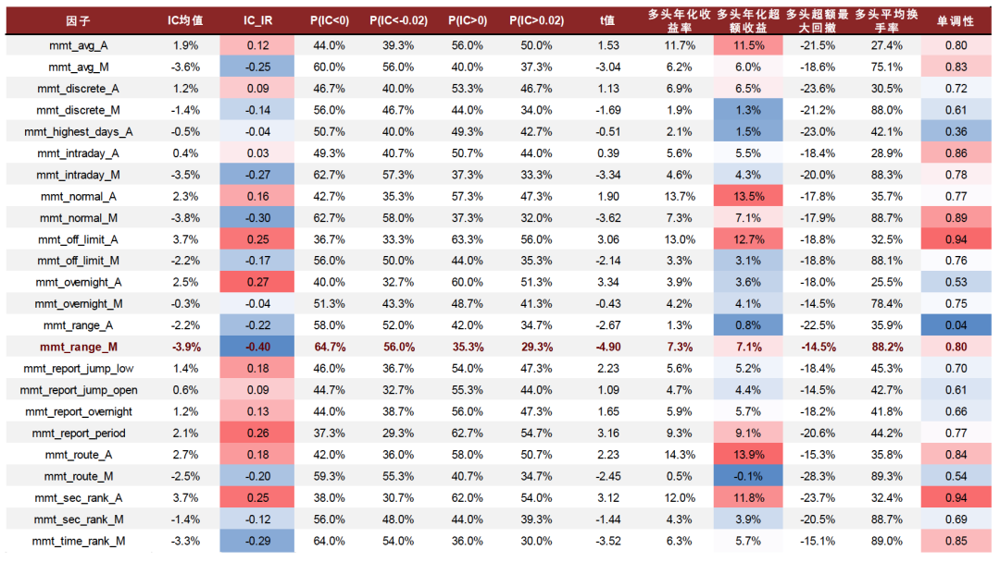 因子 IC均值 IC_IR P(IC<0) P(IC<-0.02) P(IC>0) P(IC>0.02) t值 多头年化收益率 多头年化超额收益 多头超额最大回撤 多头平均换手率 单调性
mmt_avg_A 1.9% 0.12 44.0% 39.3% 56.0% 50.0% 1.53 11.7% 11.5% -21.5% 27.4% 0.80
mmt_avg_M -3.6% -0.25 60.0% 56.0% 40.0% 37.3% -3.04 6.2% 6.0% -18.6% 75.1% 0.83
mmt_discrete_A 1.2% 0.09 46.7% 40.0% 53.3% 46.7% 1.13 6.9% 6.5% -23.6% 30.5% 0.72
mmt_discrete_M -1.4% -0.14 56.0% 46.7% 44.0% 34.0% -1.69 1.9% 1.3% -21.2% 88.0% 0.61
mmt_highest_days_A -0.5% -0.04 50.7% 40.0% 49.3% 42.7% -0.51 2.1% 1.5% -23.0% 42.1% 0.36
mmt_intraday_A 0.4% 0.03 49.3% 40.7% 50.7% 44.0% 0.39 5.6% 5.5% -18.4% 28.9% 0.86
mmt_intraday_M -3.5% -0.27 62.7% 57.3% 37.3% 33.3% -3.34 4.6% 4.3% -20.0% 88.3% 0.78
mmt_normal_A 2.3% 0.16 42.7% 35.3% 57.3% 47.3% 1.90 13.7% 13.5% -17.8% 35.7% 0.77
mmt_normal_M -3.8% -0.30 62.7% 58.0% 37.3% 32.0% -3.62 7.3% 7.1% -17.9% 88.7% 0.89
mmt_off_limit_A 3.7% 0.25 36.7% 33.3% 63.3% 56.0% 3.06 13.0% 12.7% -18.8% 32.5% 0.94
mmt_off_limit_M -2.2% -0.17 56.0% 50.0% 44.0% 35.3% -2.14 3.3% 3.1% -18.8% 88.1% 0.76
mmt_overnight_A 2.5% 0.27 40.0% 32.7% 60.0% 51.3% 3.34 3.9% 3.6% -18.0% 25.5% 0.53
mmt_overnight_M -0.3% -0.04 51.3% 43.3% 48.7% 41.3% -0.43 4.2% 4.1% -14.5% 78.4% 0.75
mmt_range_A -2.2% -0.22 58.0% 52.0% 42.0% 34.7% -2.67 1.3% 0.8% -22.5% 35.9% 0.04
mmt_range_M -3.9% -0.40 64.7% 56.0% 35.3% 29.3% -4.90 7.3% 7.1% -14.5% 88.2% 0.80
mmt_report_jump_low 1.4% 0.18 46.0% 36.7% 54.0% 47.3% 2.23 5.6% 5.2% -18.4% 45.3% 0.70
mmt_report_jump_open 0.6% 0.09 44.7% 32.7% 55.3% 44.0% 1.09 4.7% 4.4% -14.5% 42.7% 0.61
mmt_report_overnight 1.2% 0.13 44.0% 38.7% 56.0% 47.3% 1.65 5.9% 5.7% -18.2% 41.8% 0.66
mmt_report_period 2.1% 0.26 37.3% 29.3% 62.7% 54.7% 3.16 9.3% 9.1% -20.6% 44.2% 0.77
mmt_route_A 2.7% 0.18 42.0% 36.0% 58.0% 50.7% 2.23 14.3% 13.9% -15.3% 35.8% 0.84
mmt_route_M -2.5% -0.20 59.3% 55.3% 40.7% 34.7% -2.45 0.5% -0.1% -28.3% 89.3% 0.54
mmt_sec_rank_A 3.7% 0.25 38.0% 30.7% 62.0% 54.0% 3.12 12.0% 11.8% -23.7% 32.4% 0.94
mmt_sec_rank_M -1.4% -0.12 56.0% 48.0% 44.0% 39.3% -1.44 4.3% 3.9% -20.5% 88.7% 0.69
mmt_time_rank_M -3.3% -0.29 64.0% 54.0% 36.0% 30.0% -3.52 6.3% 5.7% -15.1% 89.0% 0.85